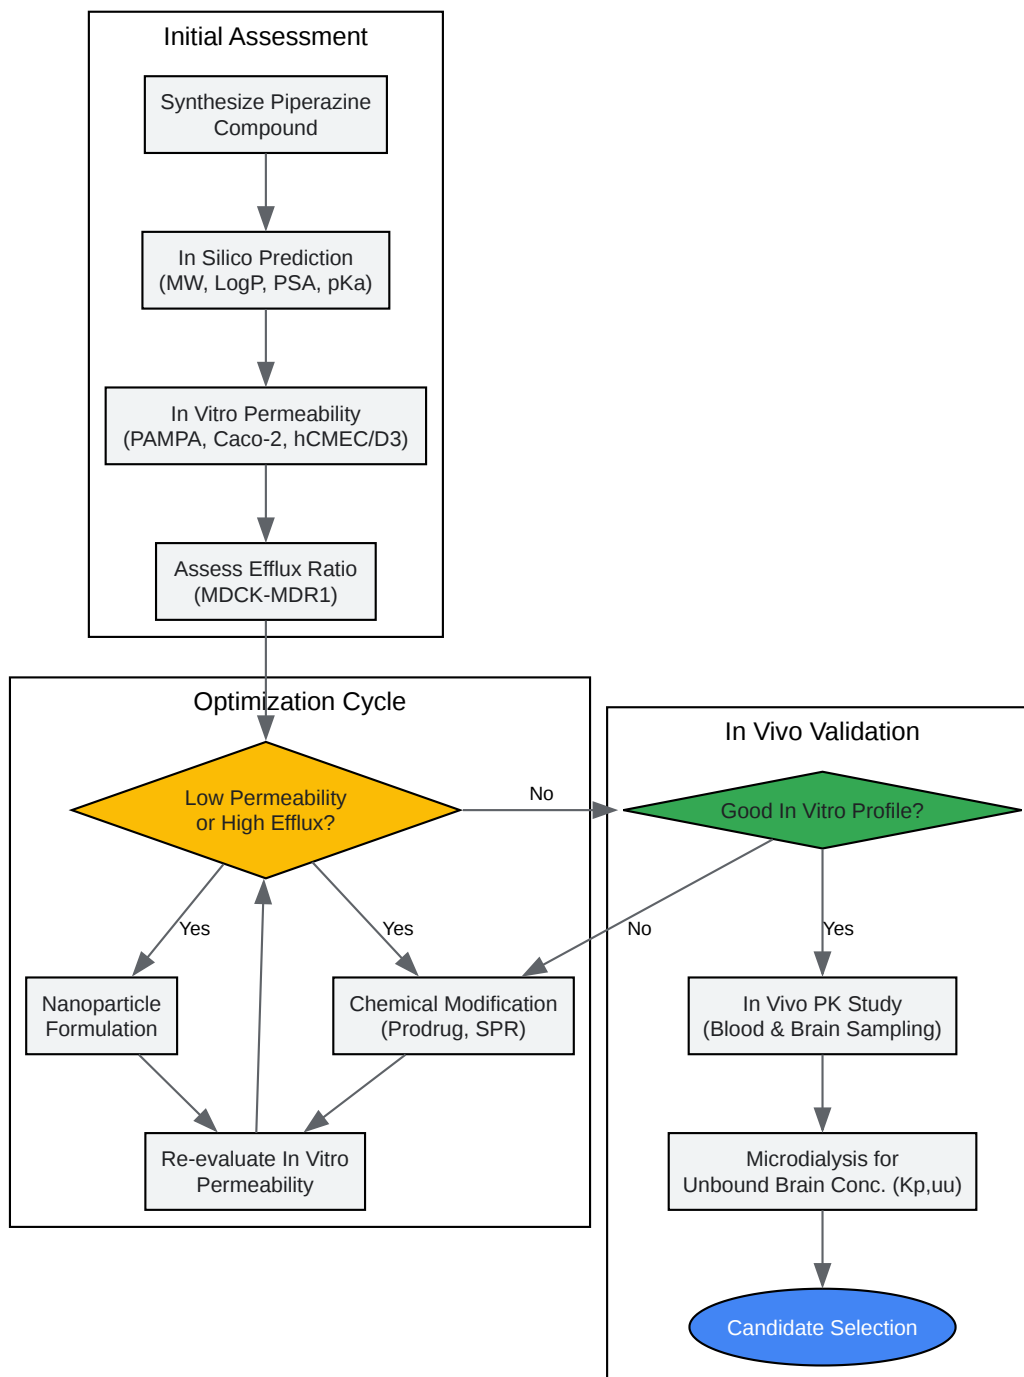 Initial Assessment
Synthesize Piperazine
Compound
In Silico Prediction
(MW, LogP, PSA, pKa)
In Vitro Permeability
(PAMPA, Caco-2, hCMEC/D3)
Assess Efflux Ratio
(MDCK-MDR1)
Optimization Cycle
Low Permeability
or High Efflux?
No
Yes
Yes
Nanoparticle
Formulation
Chemical Modification
(Prodrug, SPR)
Re-evaluate In Vitro
Permeability
In Vivo Validation
Good In Vitro Profile?
No
Yes
In Vivo PK Study
(Blood & Brain Sampling)
Microdialysis for
Unbound Brain Conc. (Kp,uu)
Candidate Selection